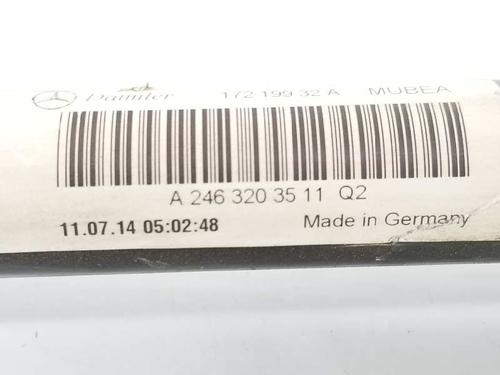 Daimler 172 199 32 A MUBEA
A 246 320 35 11 Q2
11.07.14 05:02:48 Made in Germany